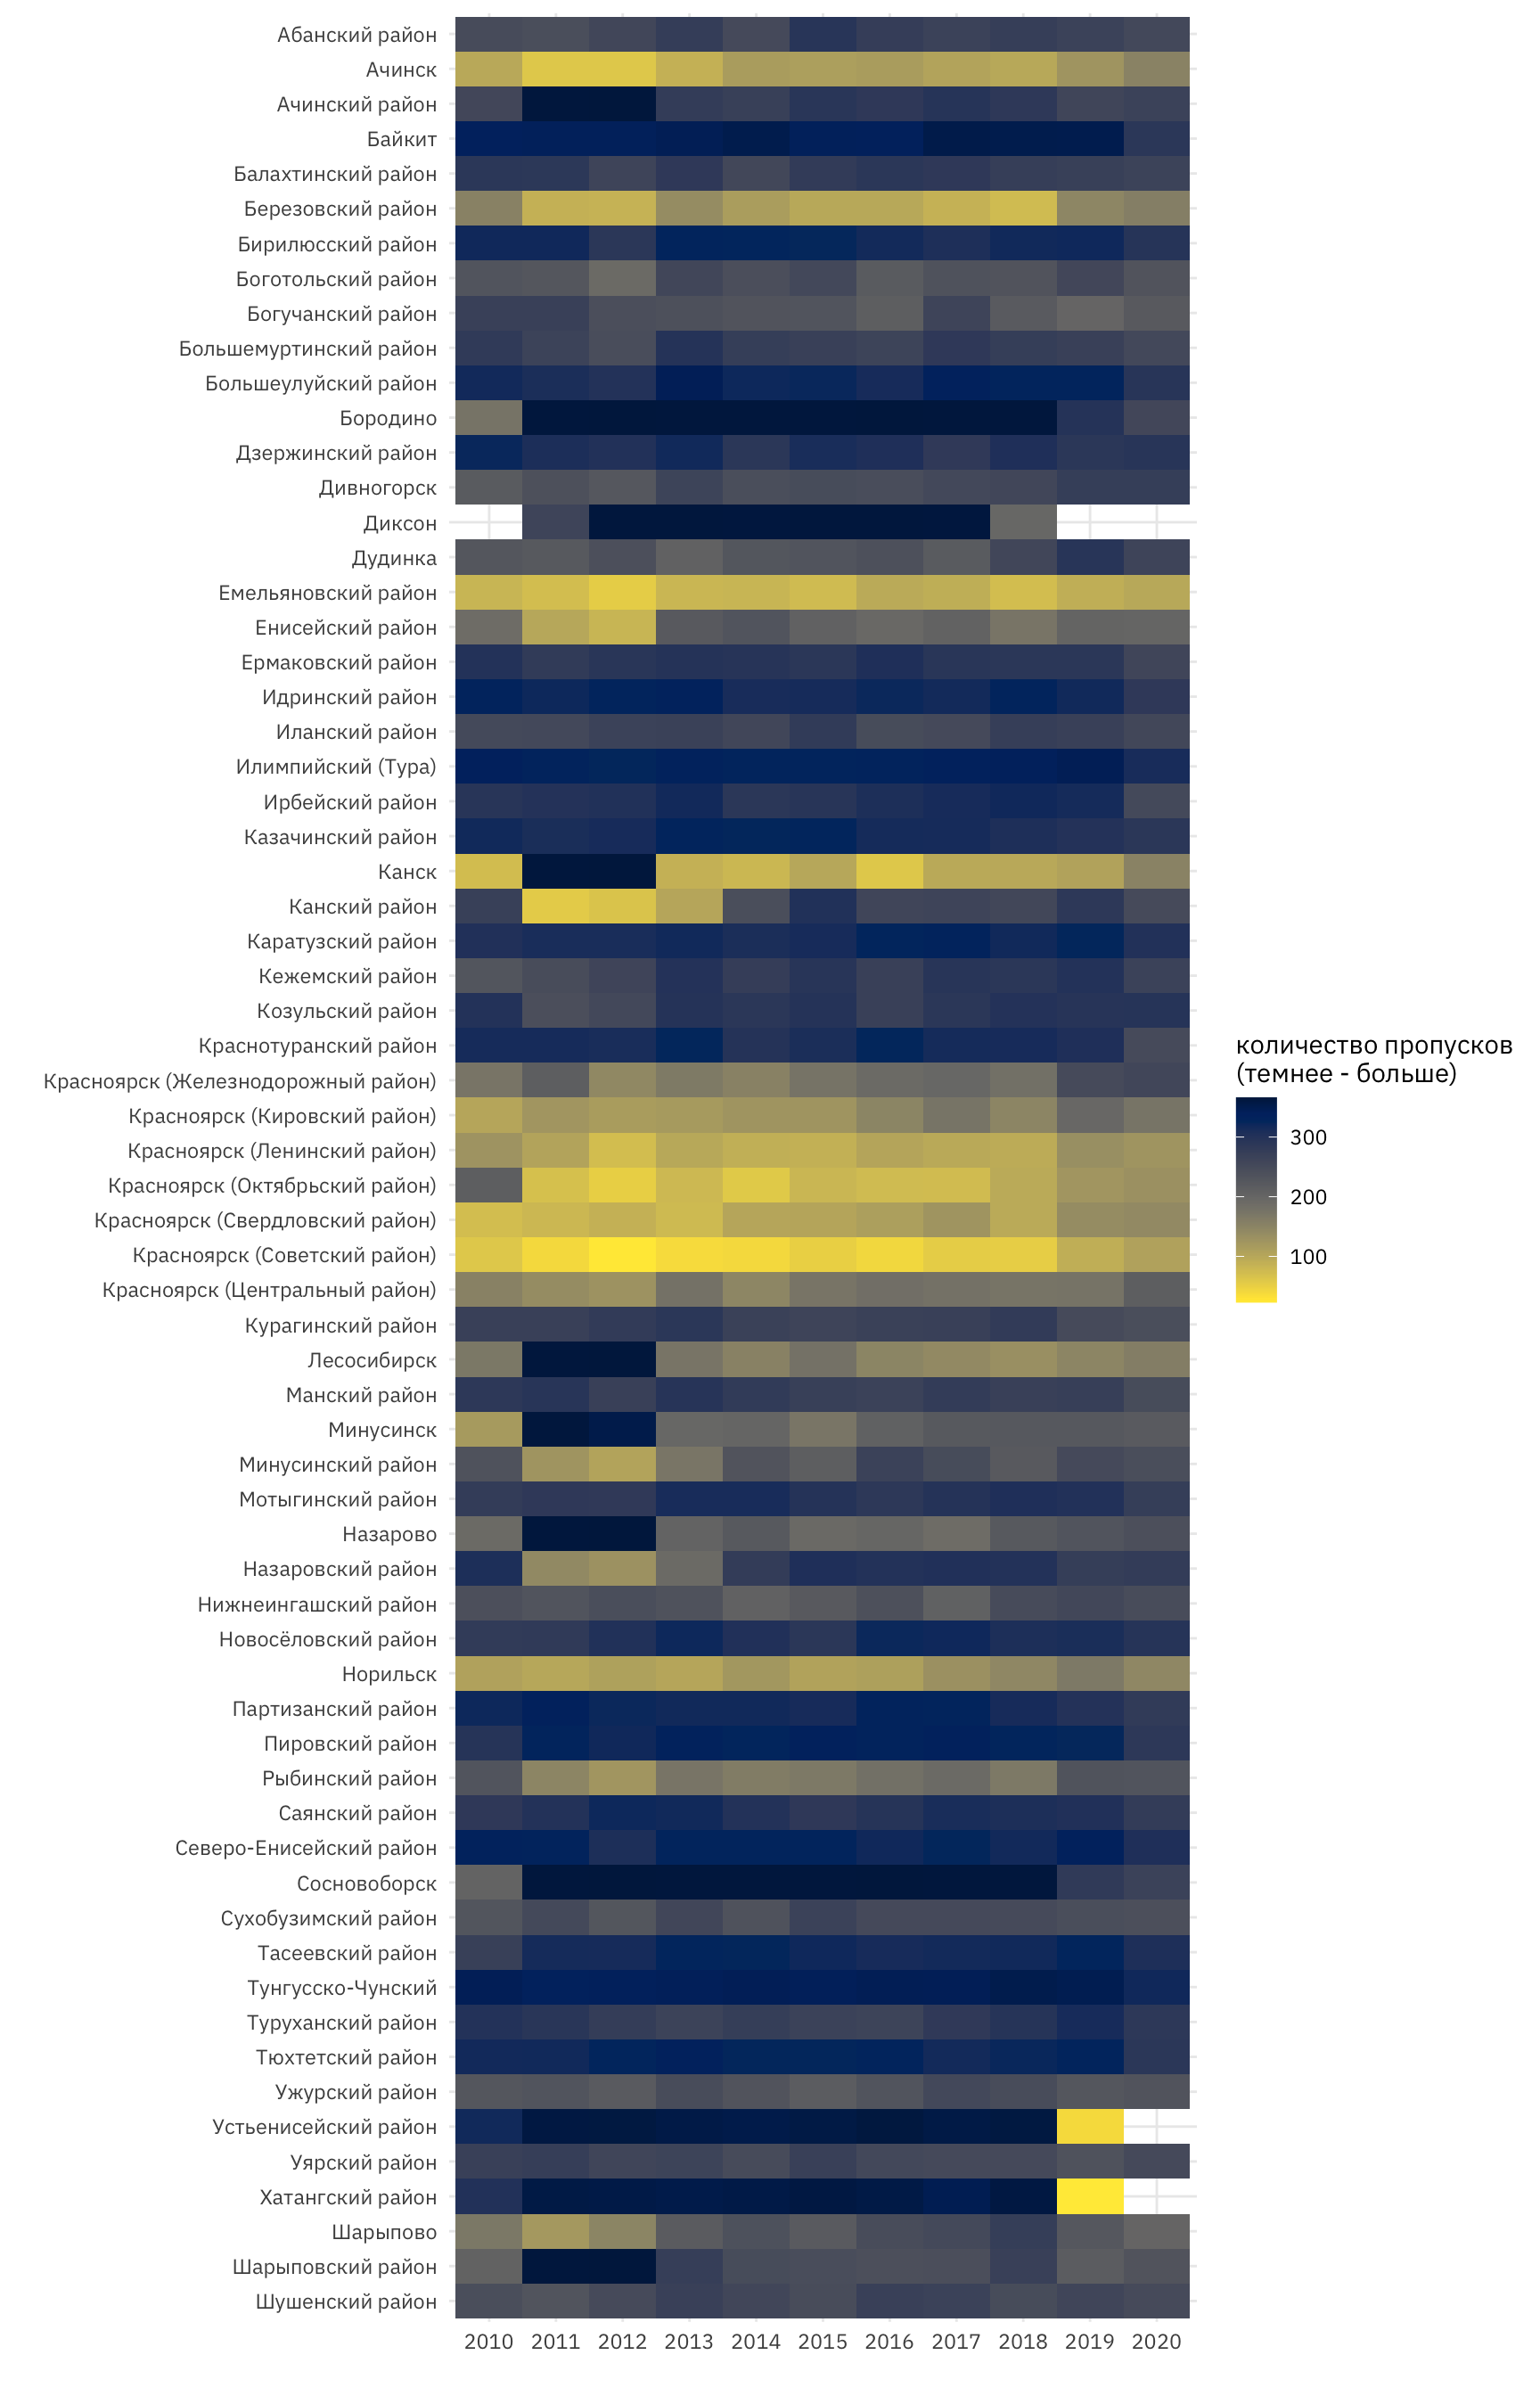 Абанский район
Ачинск
Ачинский район
Байкит
Балахтинский район
Березовский район
Бирилюсский район
Боготольский район
Богучанский район
Большемуртинский район
Большеулуйский район
Бородино
Дзержинский район
Дивногорск
Диксон
Дудинка
Емельяновский район
Енисейский район
Ермаковский район
Идринский район
Иланский район
Илимпийский (Тура)
Ирбейский район
Казачинский район
Канск
Канский район
Каратузский район
Кежемский район
Козульский район
Краснотуранский район
Красноярск (Железнодорожный район)
Красноярск (Кировский район)
Красноярск (Ленинский район)
Красноярск (Октябрьский район)
Красноярск (Свердловский район)
Красноярск (Советский район)
Красноярск (Центральный район)
Курагинский район
Лесосибирск
Манский район
Минусинск
Минусинский район
Мотыгинский район
Назарово
Назаровский район
Нижнеингашский район
Новосёловский район
Норильск
Партизанский район
Пировский район
Рыбинский район
Саянский район
Северо-Енисейский район
Сосновоборск
Сухобузимский район
Тасеевский район
Тунгусско-Чунский
Туруханский район
Тюхтетский район
Ужурский район
Устьенисейский район
Уярский район
Хатангский район
Шарыпово
Шарыповский район
Шушенский район
2010 2011 2012 2013 2014 2015 2016 2017 2018 2019 2020
количество пропусков
(темнее - больше)
300
200
100